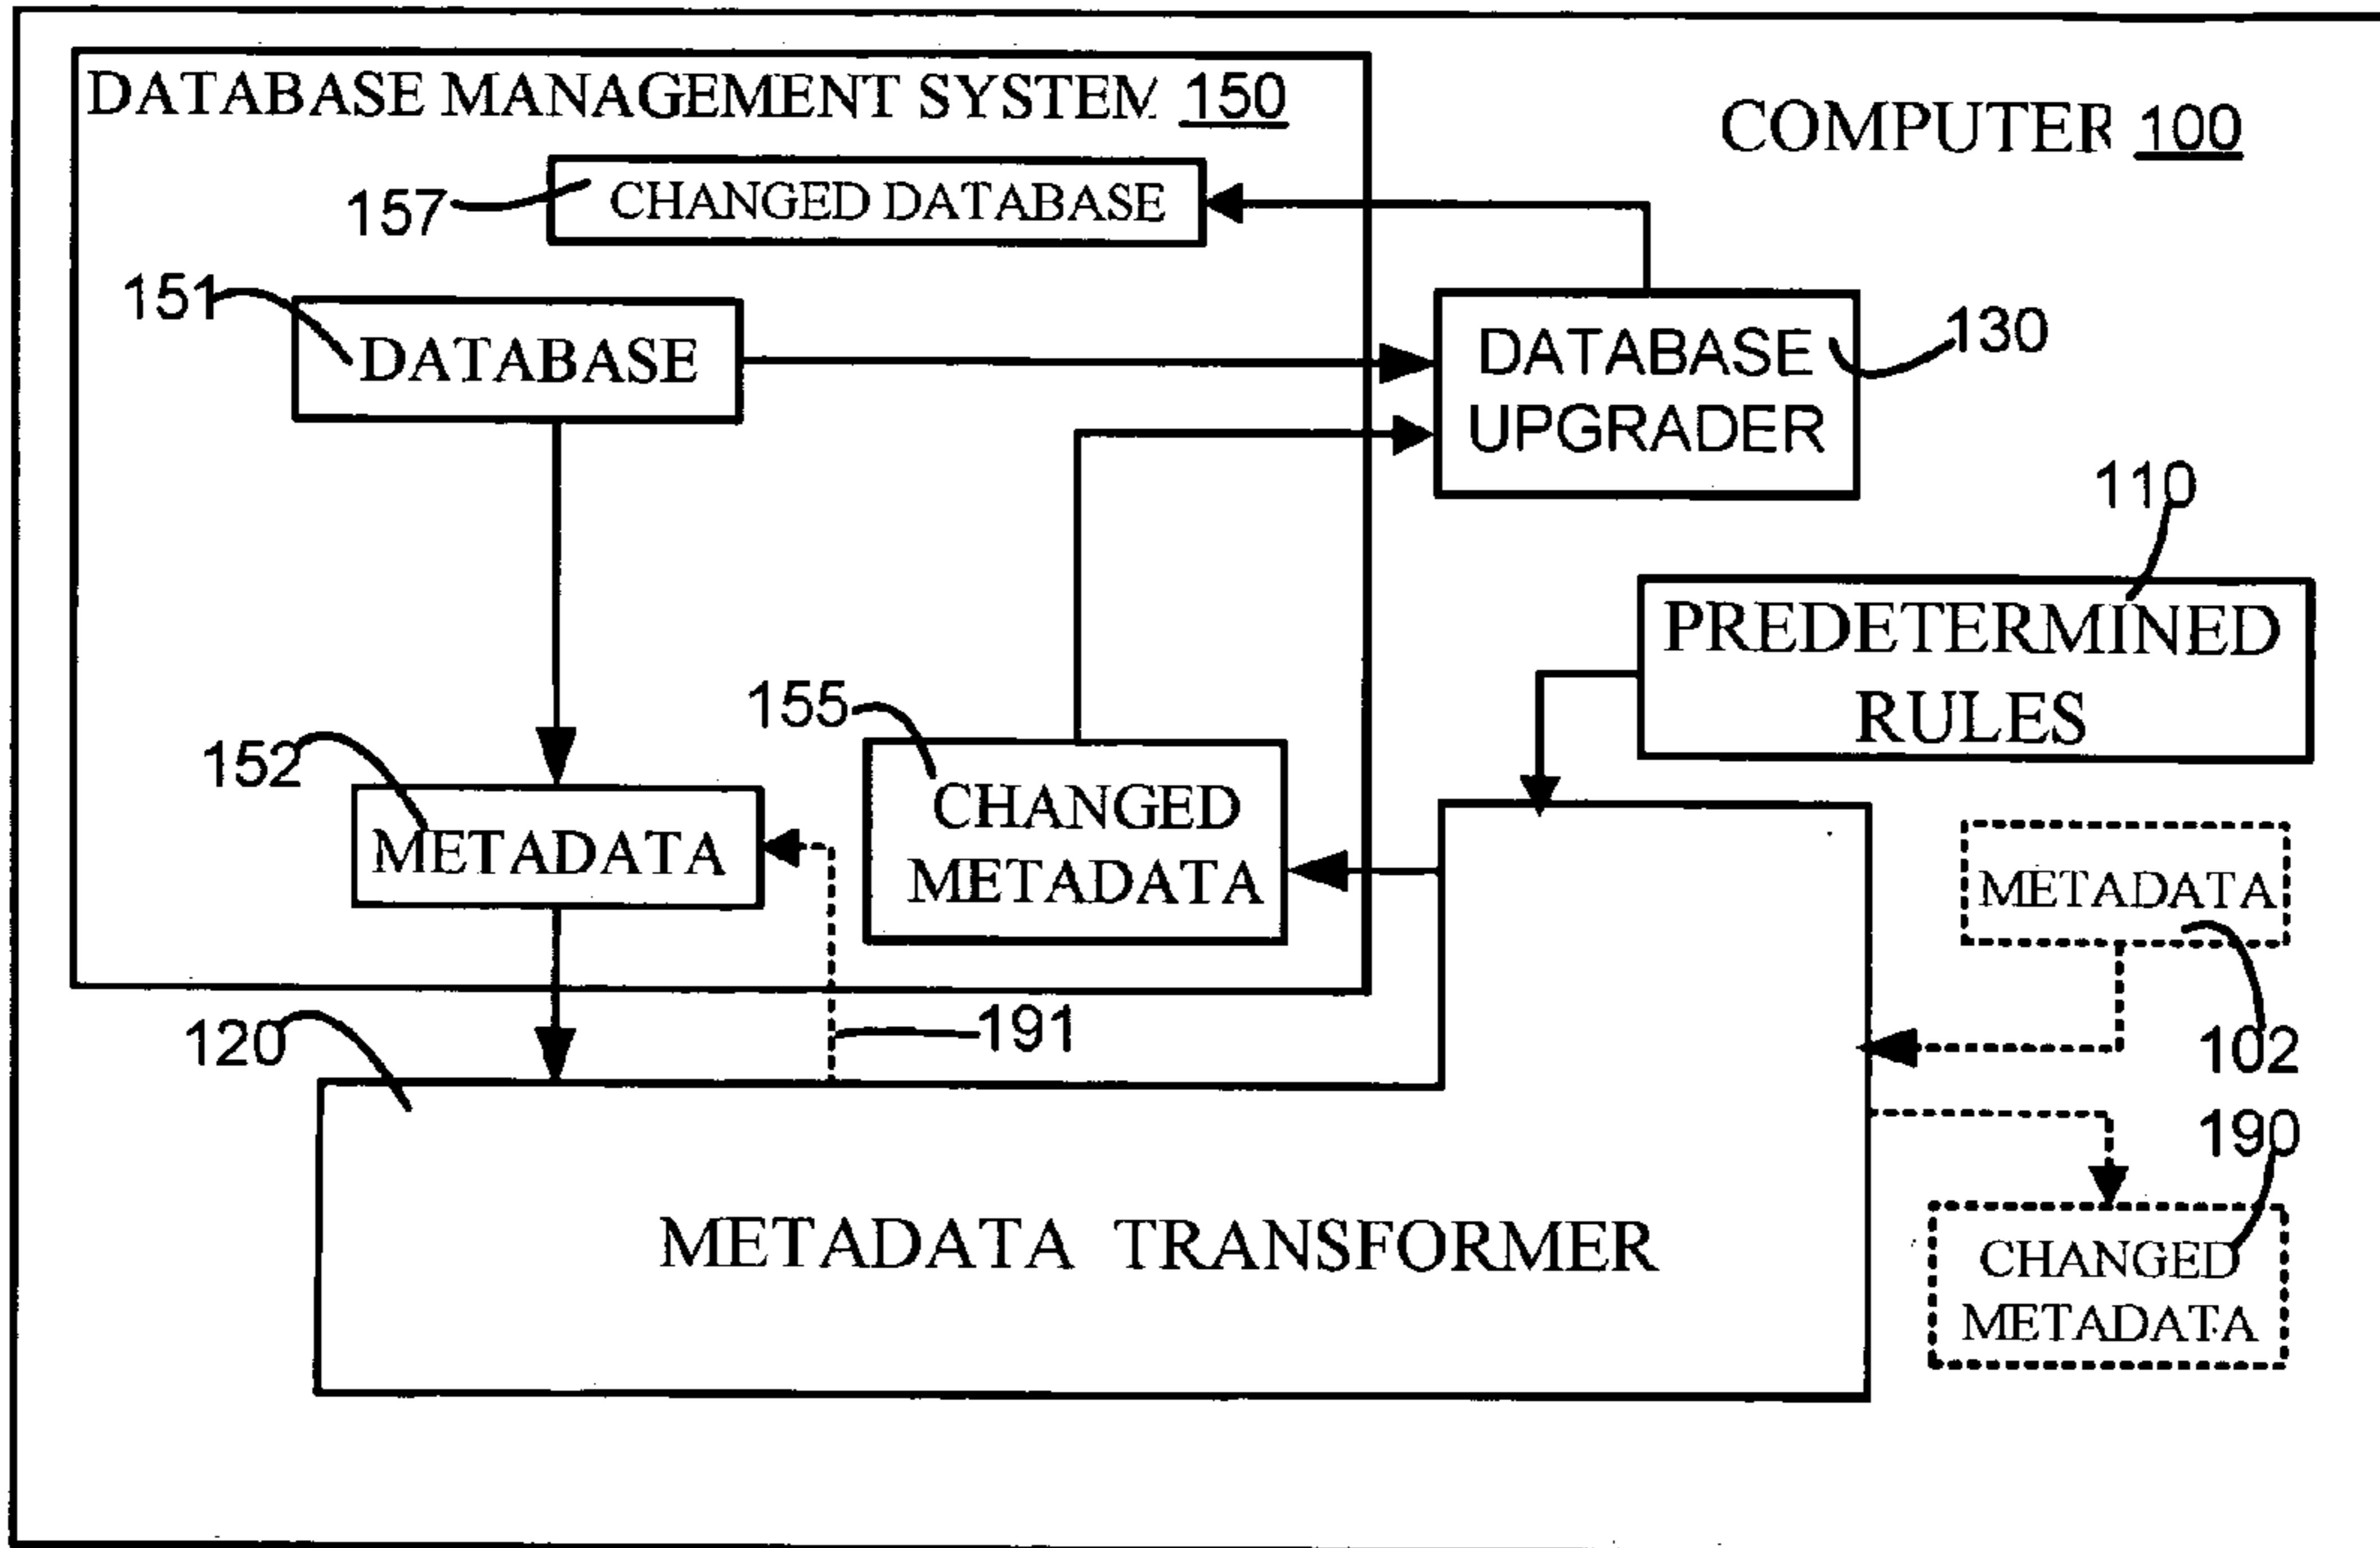 DATABASE MANAGEMENT SYSTEM 150
COMPUTER 100
157
CHANGED DATABASE
151
DATABASE
DATABASE
UPGRADER
130
110
PREDETERMINED
RULES
155
152
METADATA
CHANGED
METADATA
METADATA
102
120
191
190
METADATA TRANSFORMER
CHANGED
METADATA